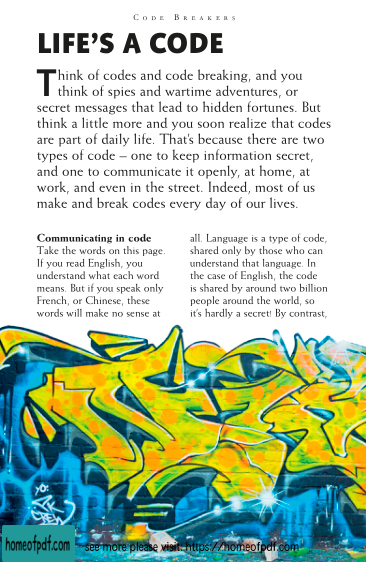 Code Breakers
LIFE'S A CODE
Think of codes and code breaking, and you
think of spies and wartime adventures, or
secret messages that lead to hidden fortunes. But
think a little more and you soon realize that codes
are part of daily life. That's because there are two
types of code – one to keep information secret,
and one to communicate it openly, at home, at
work, and even in the street. Indeed, most of us
make and break codes every day of our lives.
Communicating in code
Take the words on this page.
If you read English, you
understand what each word
means. But if you speak only
French, or Chinese, these
words will make no sense at
all. Language is a type of code,
shared only by those who can
understand that language. In
the case of English, the code
is shared by around two billion
people around the world, so
it's hardly a secret! By contrast,
YO:
CREW
homeofpdf.com
see more please visit: https://homeofpdf.com